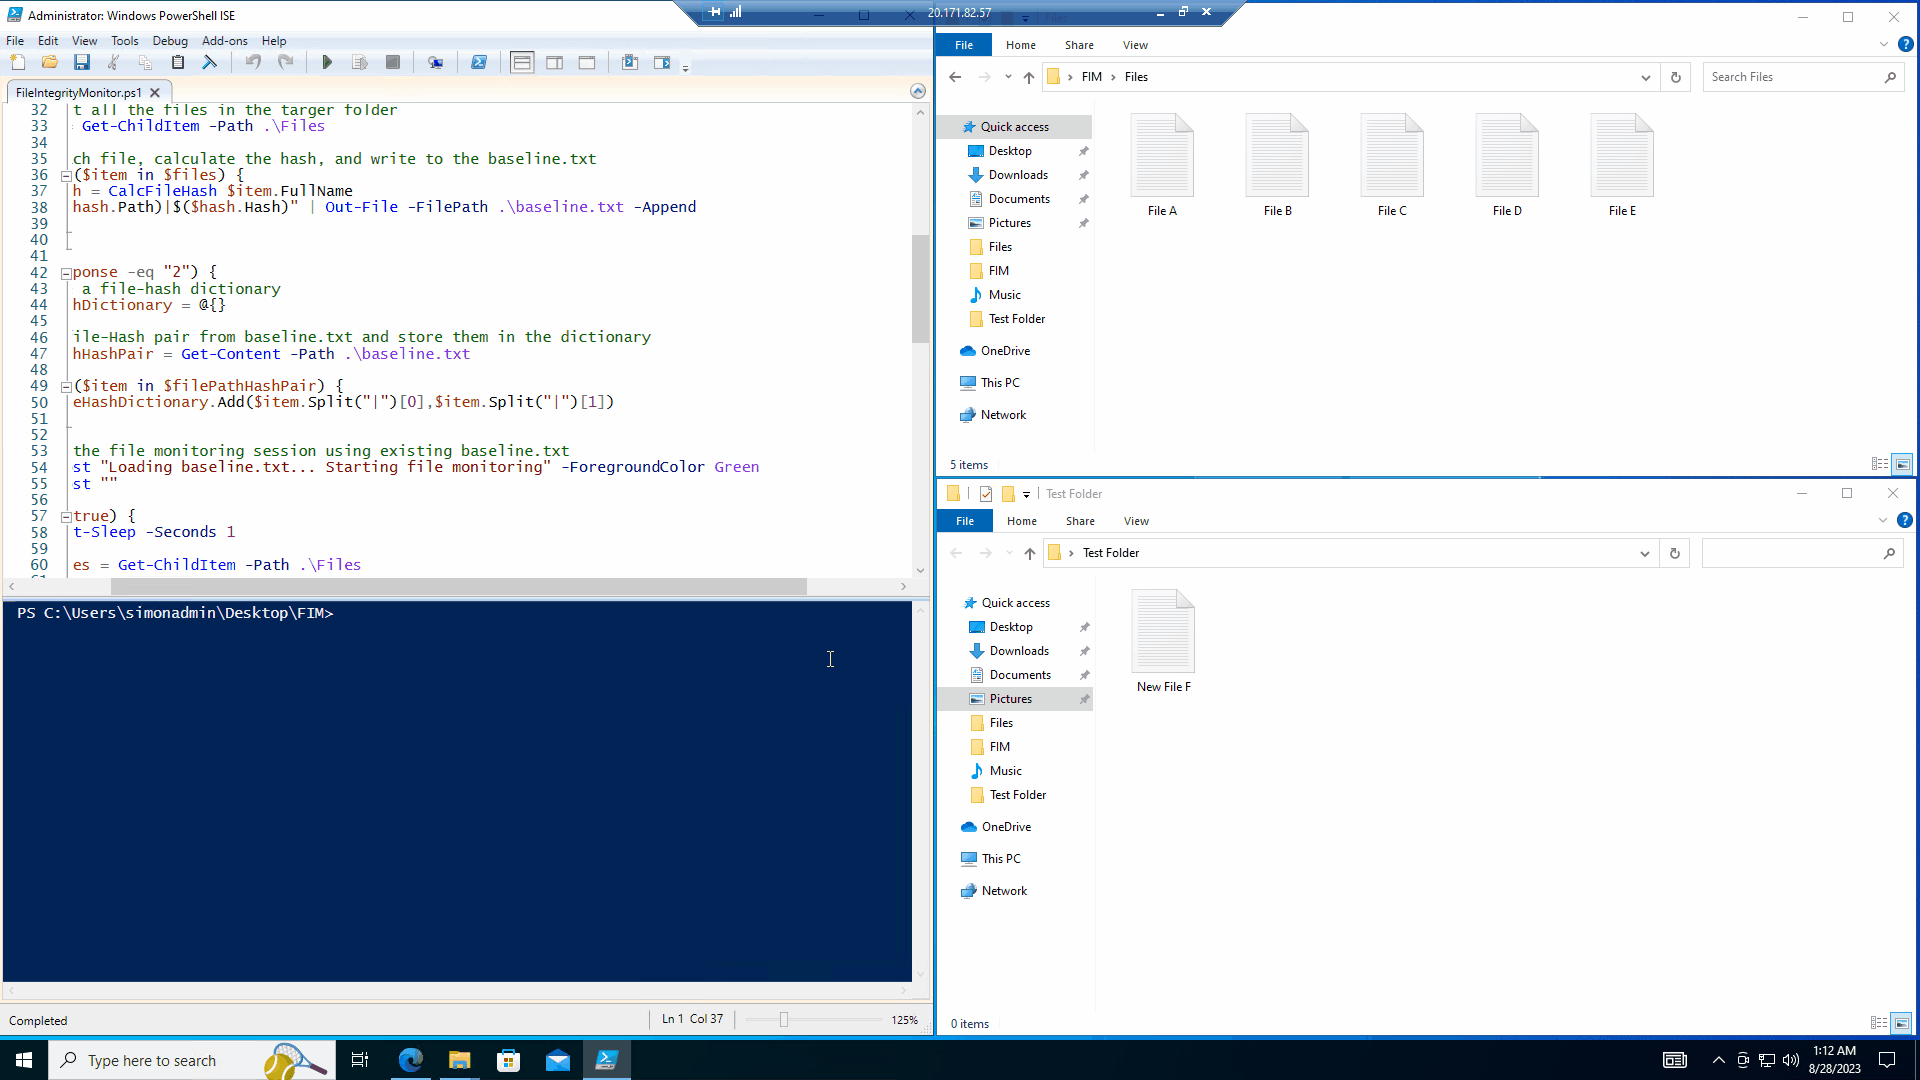 Administrator: Windows PowerShell ISE
20.171.82.57
File Edit View Tools Debug Add-ons Help
FileIntegrityMonitor.ps1
32 t all the files in the targer folder
33 Get-ChildItem -Path .\Files
34
35 ch file, calculate the hash, and write to the baseline.txt
36 ($item in $files) {
37 h = CalcFileHash $item.FullName
38 hash.Path)|$($hash.Hash)" | Out-File -FilePath .\baseline.txt -Append
39
40
41
42 ponse -eq "2") {
43 a file-hash dictionary
44 hDictionary = @{}
45
46 ile-Hash pair from baseline.txt and store them in the dictionary
47 hHashPair = Get-Content -Path .\baseline.txt
48
49 ($item in $filePathHashPair) {
50 eHashDictionary.Add($item.Split("|")[0],$item.Split("|")[1])
51
52
53 the file monitoring session using existing baseline.txt
54 st "Loading baseline.txt... Starting file monitoring" -ForegroundColor Green
55 st ""
56
57 true) {
58 t-Sleep -Seconds 1
59
60 es = Get-ChildItem -Path .\Files
PS C:\Users\simonadmin\Desktop\FIM>
Completed
Ln 1 Col 37
125%
File Home Share View
FIM > Files
Search Files
Quick access
Desktop
Downloads
Documents
Pictures
Files
FIM
Music
Test Folder
OneDrive
This PC
Network
File A
File B
File C
File D
File E
5 items
Test Folder
File Home Share View
Test Folder
Quick access
Desktop
Downloads
Documents
Pictures
Files
FIM
Music
Test Folder
OneDrive
This PC
Network
New File F
0 items
Type here to search
1:12 AM
8/28/2023